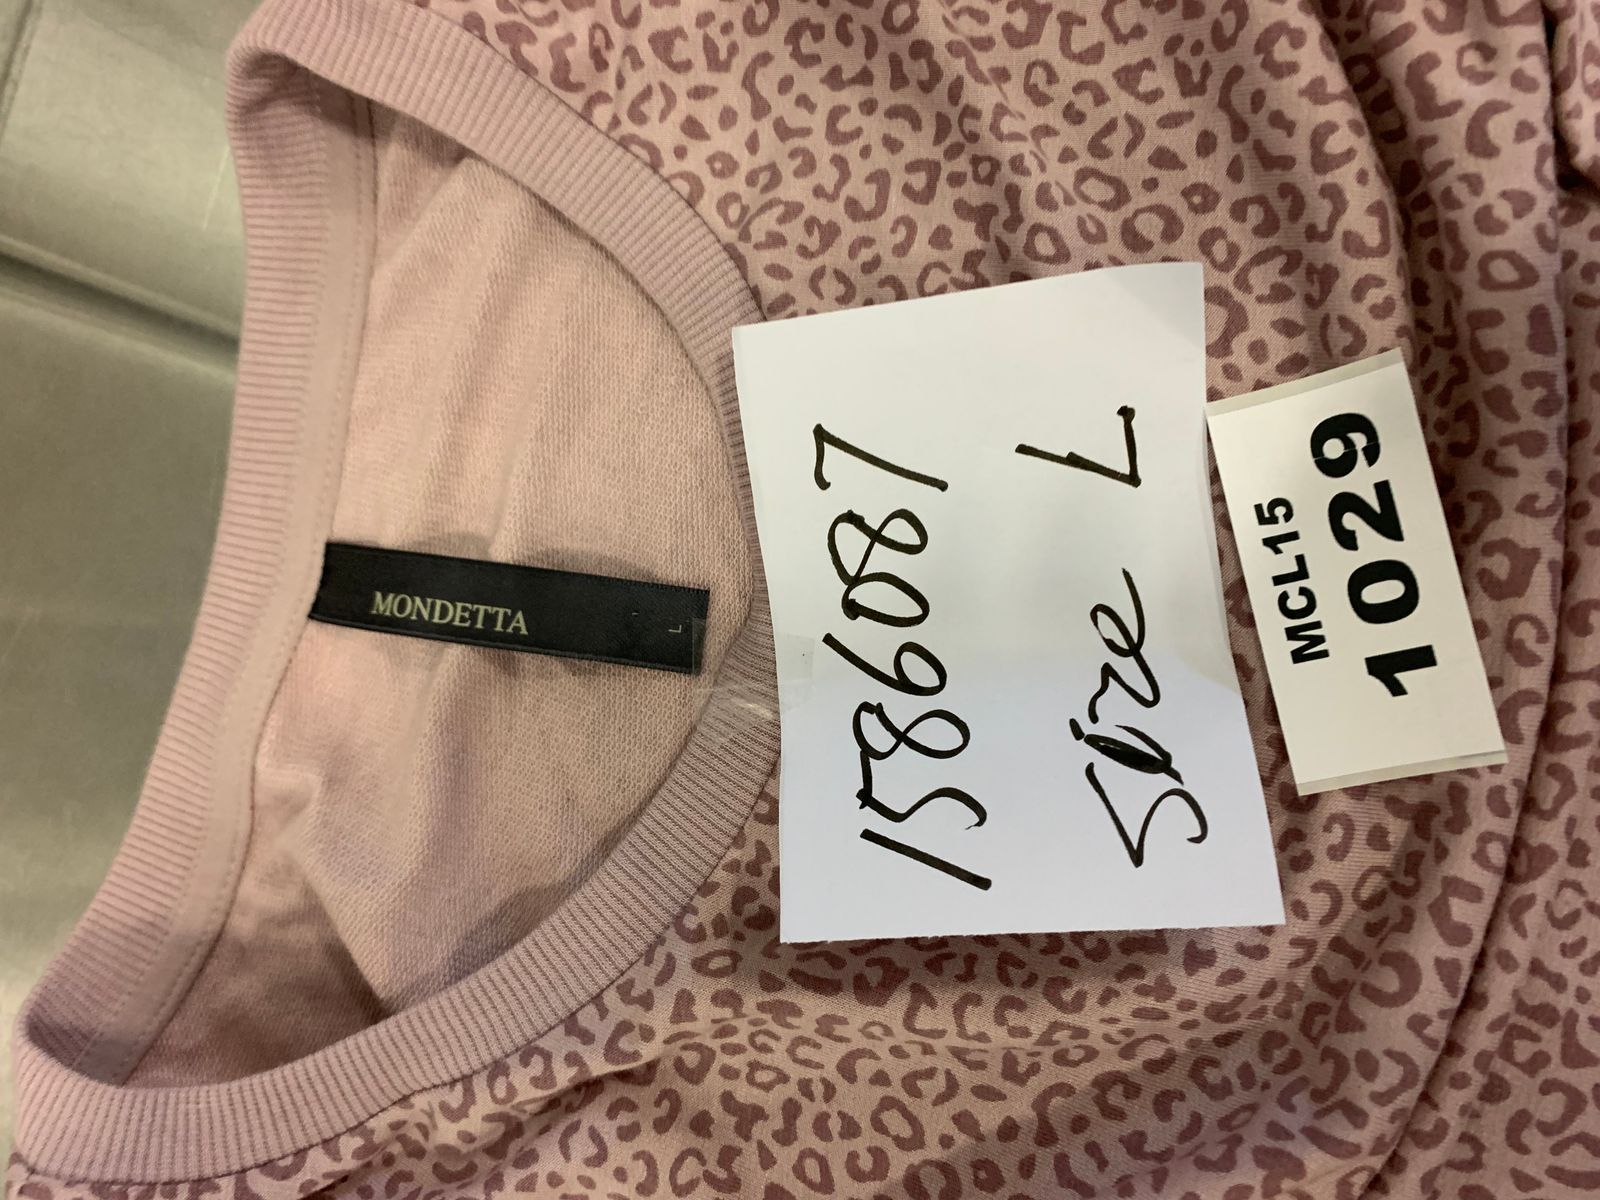 MONDETTA
L
1586087
Size L
MCL15
1029